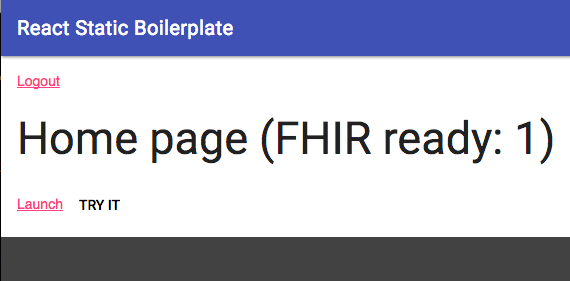 React Static Boilerplate
Logout
Home page (FHIR ready: 1)
Launch TRY IT